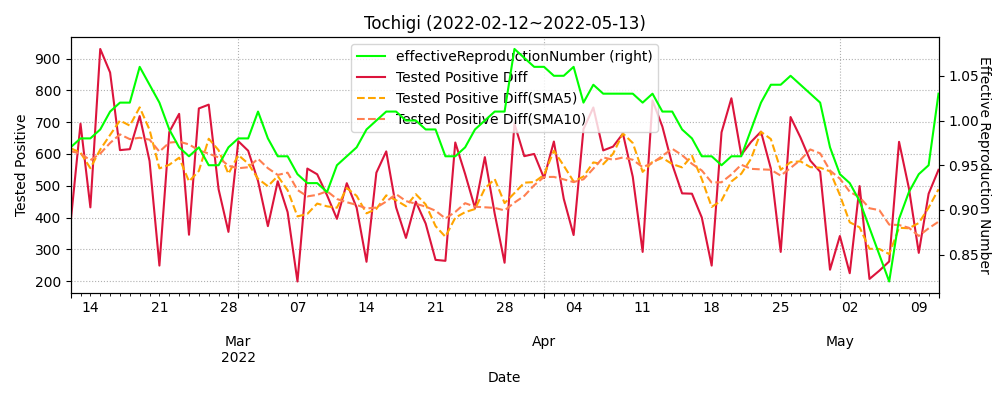 Tochigi (2022-02-12~2022-05-13)
effectiveReproductionNumber (right)
Tested Positive Diff
Tested Positive Diff(SMA5)
Tested Positive Diff(SMA10)
Tested Positive
900
800
700
600
500
400
300
200
1.05
1.00
0.95
0.90
0.85
Effective Reproduction Number
14 21 28 07 14 21 28 04 11 18 25 02 09
Mar Apr May
2022
Date